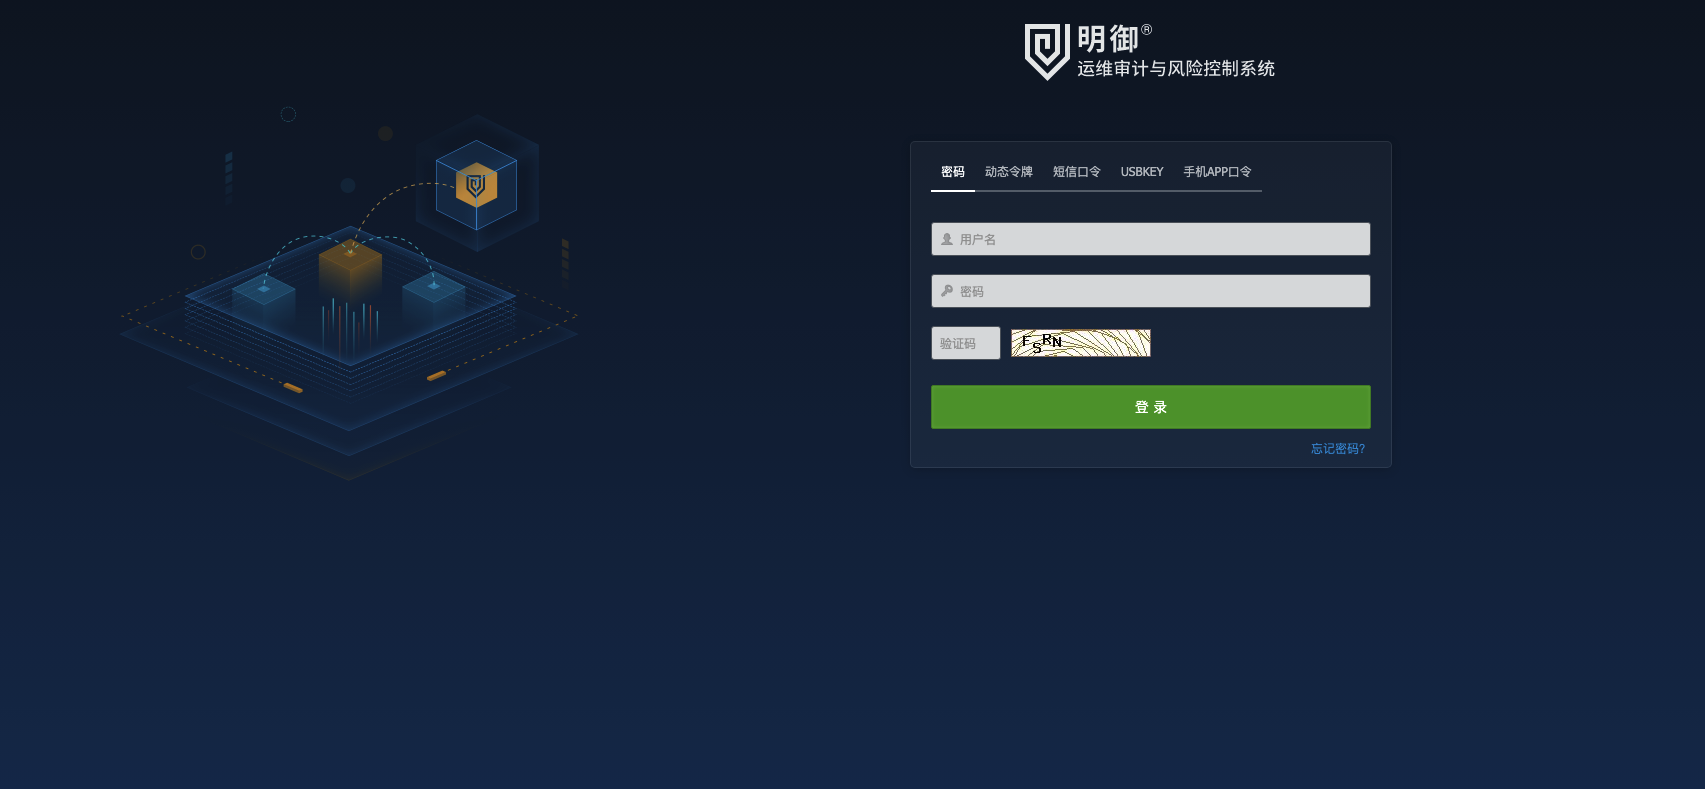 明御®
运维审计与风险控制系统
密码 动态令牌 短信口令 USBKEY 手机APP口令
用户名
密码
验证码 FSRN
登 录
忘记密码?